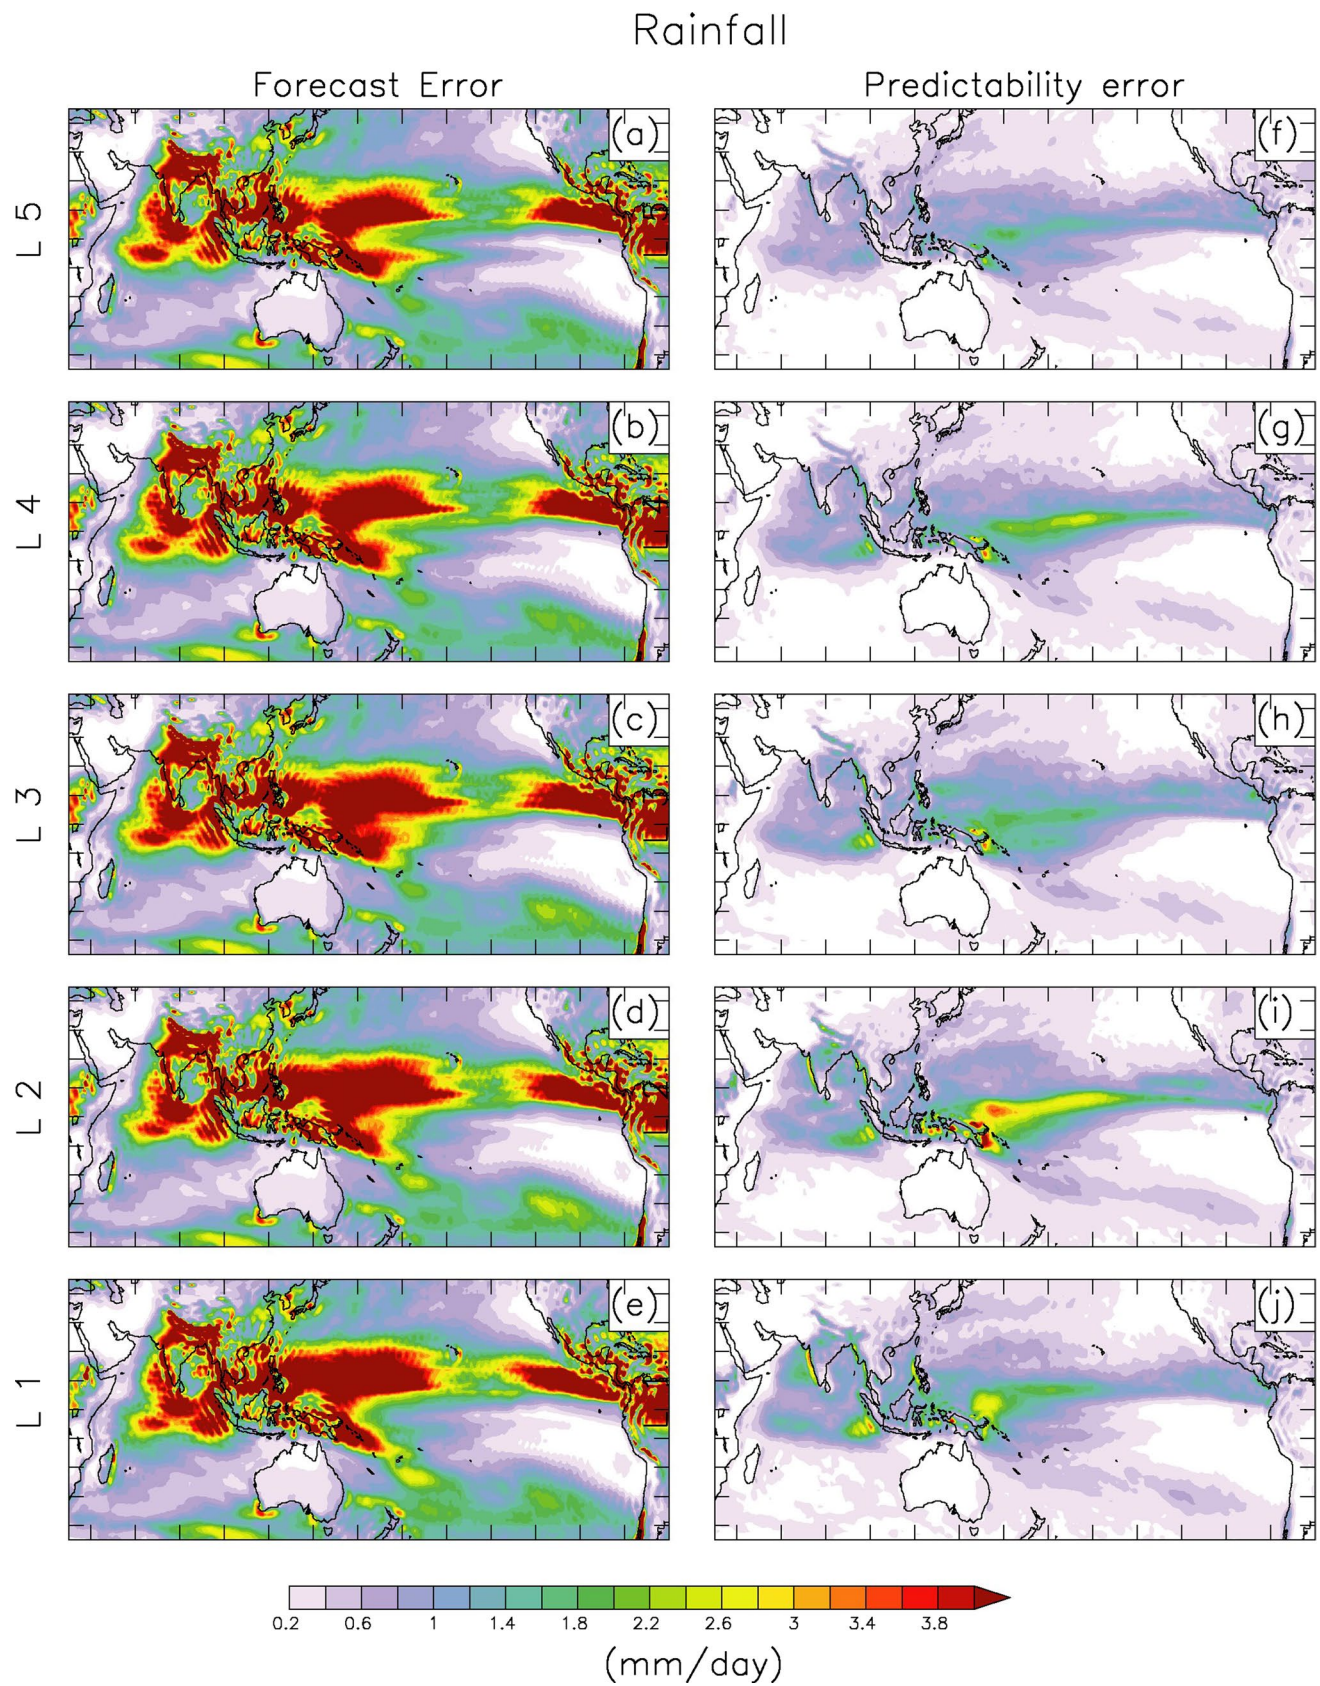 Rainfall
Forecast Error
Predictability error
L 5
(a)
(f)
L 4
(b)
(g)
L 3
(c)
(h)
L 2
(d)
(i)
L 1
(e)
(j)
0.2 0.6 1 1.4 1.8 2.2 2.6 3 3.4 3.8
(mm/day)